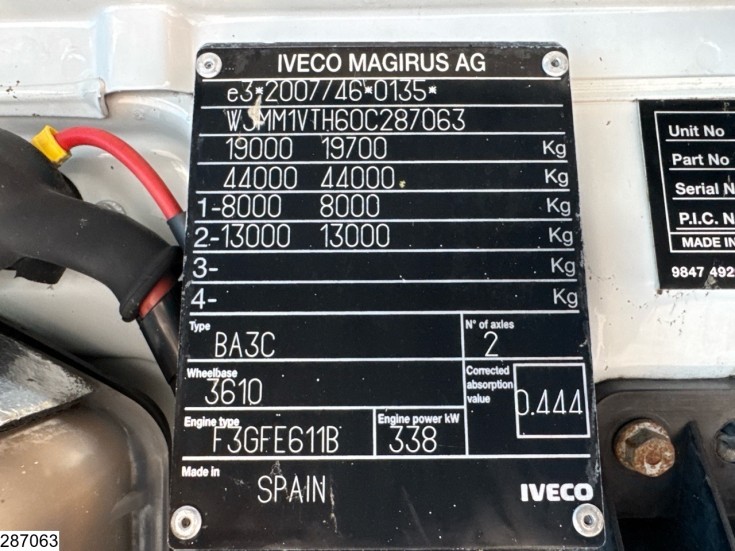 IVECO MAGIRUS AG
e3*2007/46*0135*
WJMM1VTH60C287063
19000 19700 Kg
44000 44000 Kg
1-8000 8000 Kg
2-13000 13000 Kg
3- Kg
4- Kg
Type
BA3C
N° of axles
2
Wheelbase
3610
Corrected absorption value
0.444
Engine type
F3GFE611B
Engine power kW
338
Made in
SPAIN
IVECO
Unit No
Part No
Serial N
P.I.C. N
MADE IN
9847 492
287063